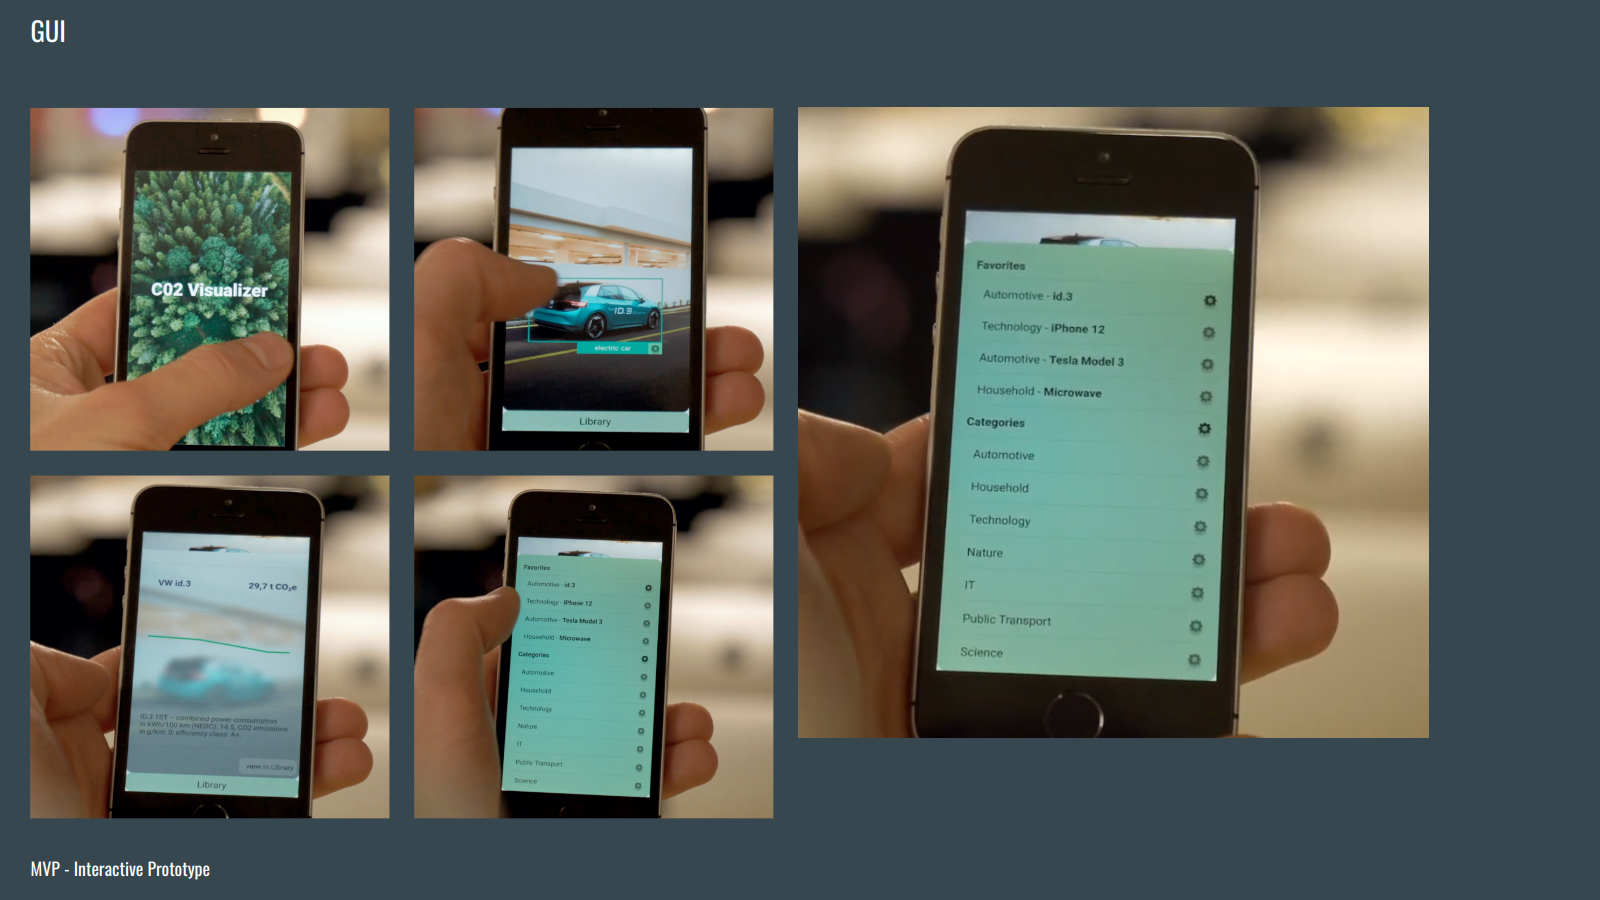 GUI
C02 Visualizer
ID.3
electric car
Library
VW id.3
29,7 t CO₂e
ID.3 1ST – combined power consumption
in kWh/100 km (NEDC): 14.5; CO2 emissions
in g/km: 0; efficiency class: A+.
view in Library
Library
Favorites
Automotive - id.3
Technology - iPhone 12
Automotive - Tesla Model 3
Household - Microwave
Categories
Automotive
Household
Technology
Nature
IT
Public Transport
Science
Favorites
Automotive - id.3
Technology - iPhone 12
Automotive - Tesla Model 3
Household - Microwave
Categories
Automotive
Household
Technology
Nature
IT
Public Transport
Science
MVP - Interactive Prototype